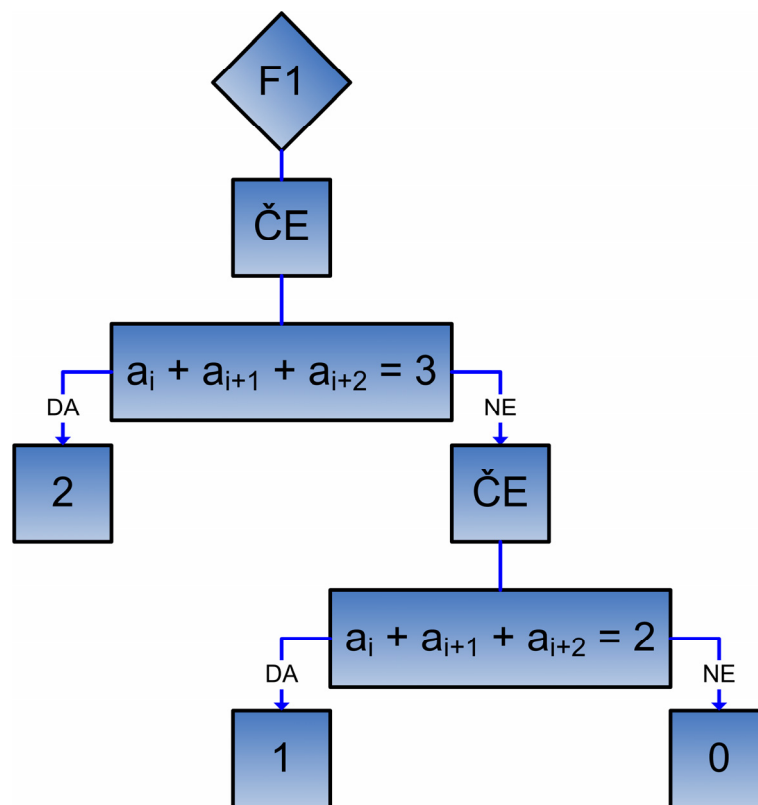 F1
ČE
aᵢ + aᵢ₊₁ + aᵢ₊₂ = 3
DA
NE
2
ČE
aᵢ + aᵢ₊₁ + aᵢ₊₂ = 2
DA
NE
1
0